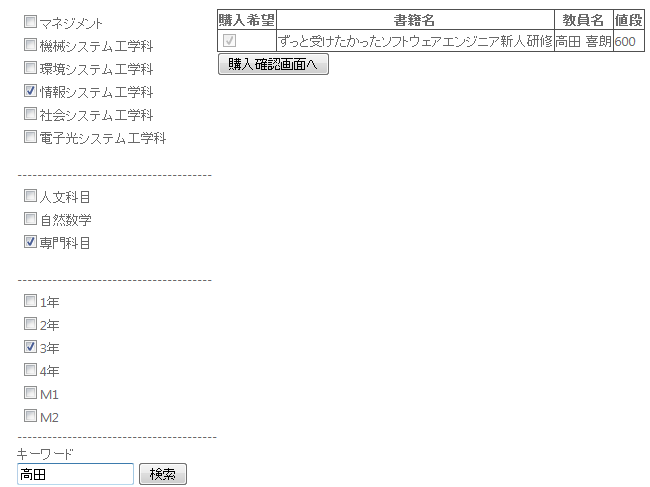 マネジメント
機械システム工学科
環境システム工学科
情報システム工学科
社会システム工学科
電子光システム工学科
---------------------------------------
人文科目
自然数学
専門科目
---------------------------------------
1年
2年
3年
4年
M1
M2
----------------------------------------
キーワード
高田 検索
購入希望 書籍名 教員名 値段
ずっと受けたかったソフトウェアエンジニア新人研修 高田 喜朗 600
購入確認画面へ